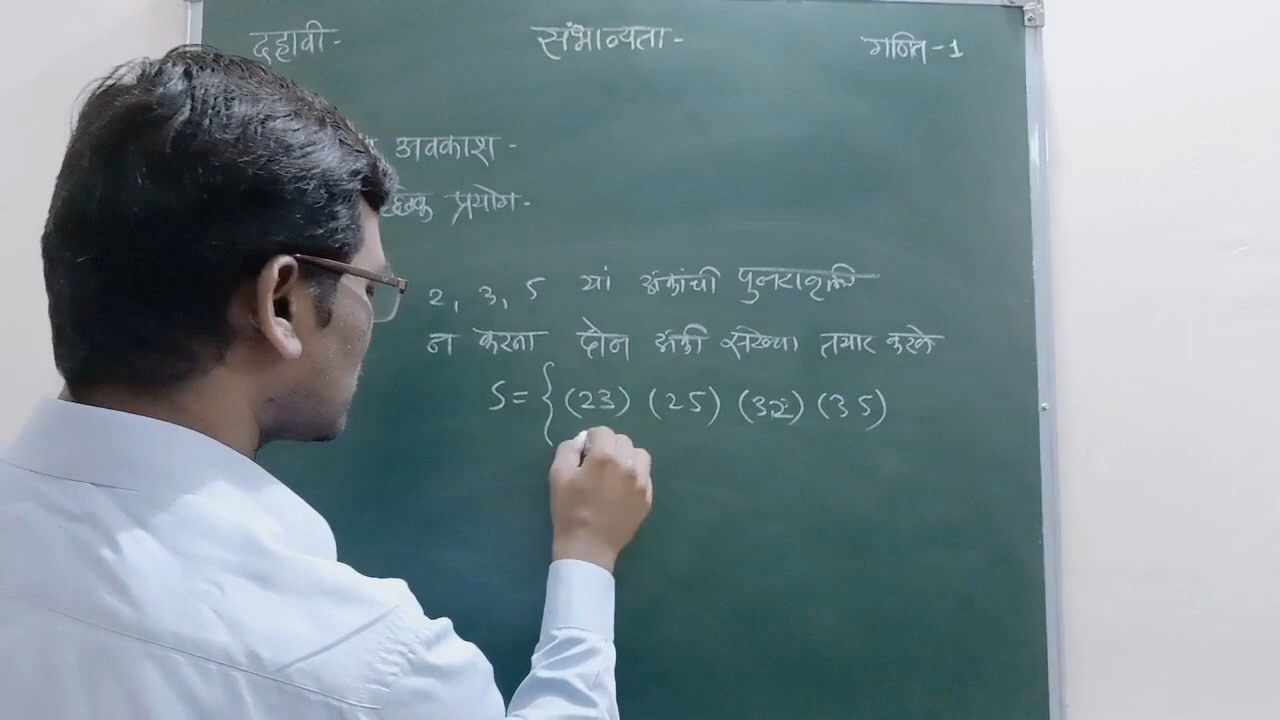 दहावी- संभाव्यता- गणित-1
अवकाश-
प्रयोग-
2, 3, 5 यां अंकांची पुनरावृत्ती
न करता दोन अंकी संख्या तयार करणे
S = { (23) (25) (32) (35)